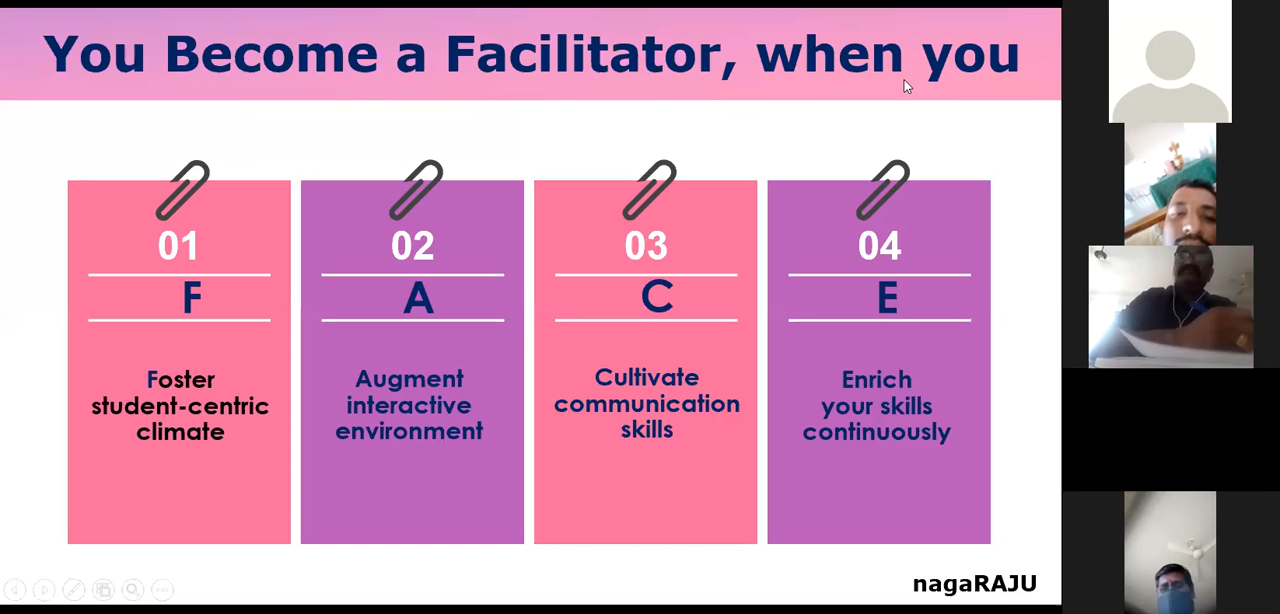 You Become a Facilitator, when you
01
F
Foster
student-centric
climate
02
A
Augment
interactive
environment
03
C
Cultivate
communication
skills
04
E
Enrich
your skills
continuously
nagaRAJU